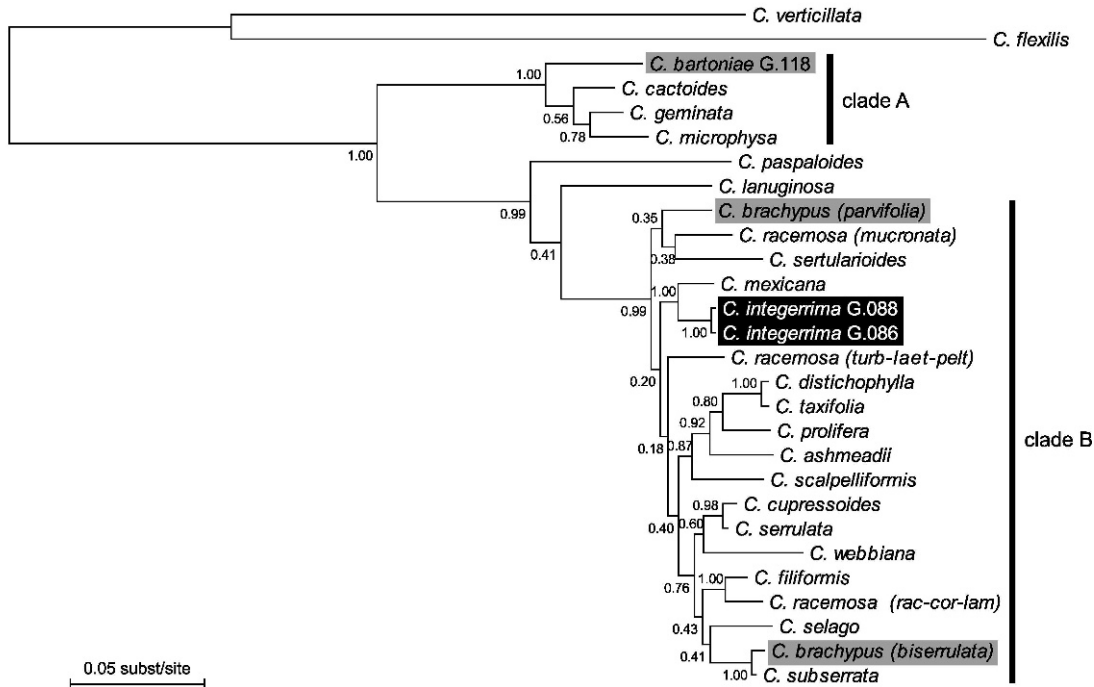 C. verticillata
C. flexilis
C. bartoniae G.118
1.00
clade A
C. cactoides
0.56
C. geminata
0.78
C. microphysa
1.00
C. paspaloides
C. lanuginosa
0.99
C. brachypus (parvifolia)
0.35
C. racemosa (mucronata)
0.41
0.38
C. sertularioides
C. mexicana
1.00
0.99
C. integerrima G.088
1.00
C. integerrima G.086
C. racemosa (turb-laet-pelt)
0.20
C. distichophylla
1.00
0.80
C. taxifolia
0.92
C. prolifera
clade B
0.18
0.87
C. ashmeadii
C. scalpelliformis
C. cupressoides
0.98
0.40
0.60
C. serrulata
C. webbiana
0.76
C. filiformis
1.00
C. racemosa (rac-cor-lam)
0.43
C. selago
0.41
C. brachypus (biserrulata)
1.00
C. subserrata
0.05 subst/site